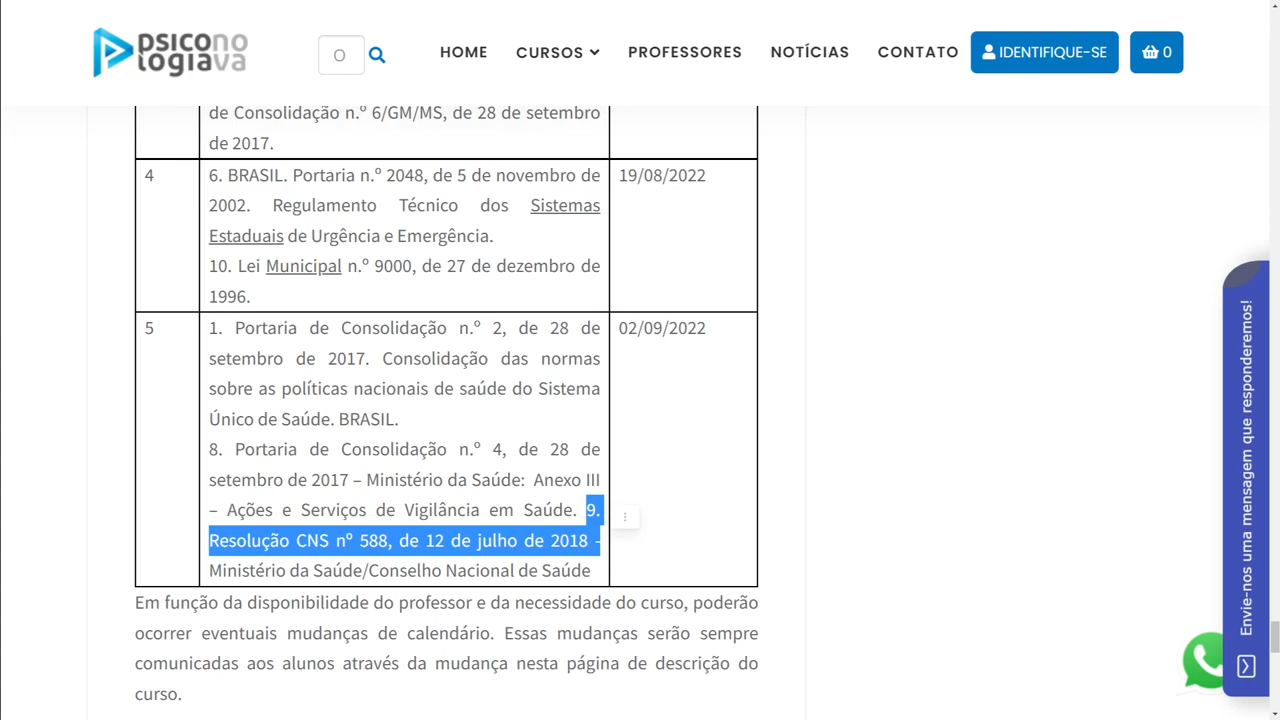 psicono
logiava
O
HOME
CURSOS
PROFESSORES
NOTÍCIAS
CONTATO
IDENTIFIQUE-SE
0
de Consolidação n.º 6/GM/MS, de 28 de setembro
de 2017.
4
6. BRASIL. Portaria n.º 2048, de 5 de novembro de
2002. Regulamento Técnico dos Sistemas
Estaduais de Urgência e Emergência.
10. Lei Municipal n.º 9000, de 27 de dezembro de
1996.
19/08/2022
5
1. Portaria de Consolidação n.º 2, de 28 de
setembro de 2017. Consolidação das normas
sobre as políticas nacionais de saúde do Sistema
Único de Saúde. BRASIL.
8. Portaria de Consolidação n.º 4, de 28 de
setembro de 2017 – Ministério da Saúde: Anexo III
– Ações e Serviços de Vigilância em Saúde. 9.
Resolução CNS nº 588, de 12 de julho de 2018 -
Ministério da Saúde/Conselho Nacional de Saúde
02/09/2022
Em função da disponibilidade do professor e da necessidade do curso, poderão
ocorrer eventuais mudanças de calendário. Essas mudanças serão sempre
comunicadas aos alunos através da mudança nesta página de descrição do
curso.
Envie-nos uma mensagem que responderemos!